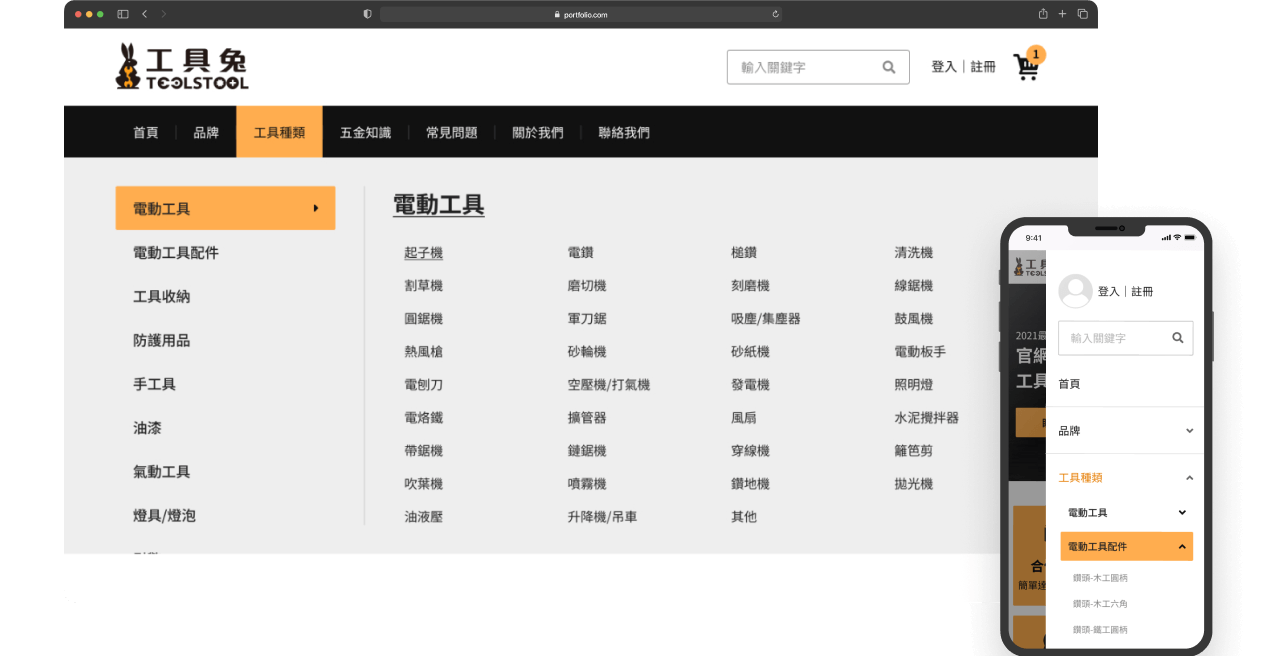 portfolio.com
工具兔
TOOLSTOOL
輸入關鍵字
登入｜註冊
1
首頁
品牌
工具種類
五金知識
常見問題
關於我們
聯絡我們
電動工具
電動工具配件
工具收納
防護用品
手工具
油漆
氣動工具
燈具/燈泡
電動工具
起子機 電鑽 槌鑽 清洗機
割草機 磨切機 刻磨機 線鋸機
圓鋸機 軍刀鋸 吸塵/集塵器 鼓風機
熱風槍 砂輪機 砂紙機 電動板手
電刨刀 空壓機/打氣機 發電機 照明燈
電烙鐵 擴管器 風扇 水泥攪拌器
帶鋸機 鏈鋸機 穿線機 籬笆剪
吹葉機 噴霧機 鑽地機 拋光機
油液壓 升降機/吊車 其他
9:41
工具
2021最
官網
工具
合
簡單達
登入｜註冊
輸入關鍵字
首頁
品牌
工具種類
電動工具
電動工具配件
鑽頭-木工圓柄
鑽頭-木工六角
鑽頭-鐵工圓柄